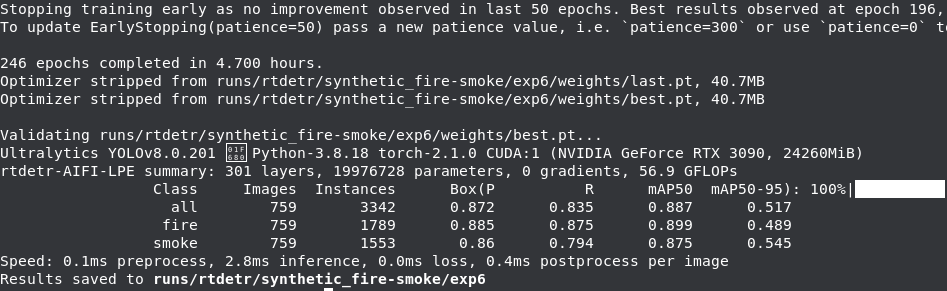 Stopping training early as no improvement observed in last 50 epochs. Best results observed at epoch 196,
To update EarlyStopping(patience=50) pass a new patience value, i.e. `patience=300` or use `patience=0` t
246 epochs completed in 4.700 hours.
Optimizer stripped from runs/rtdetr/synthetic_fire-smoke/exp6/weights/last.pt, 40.7MB
Optimizer stripped from runs/rtdetr/synthetic_fire-smoke/exp6/weights/best.pt, 40.7MB
Validating runs/rtdetr/synthetic_fire-smoke/exp6/weights/best.pt...
Ultralytics YOLOv8.0.201 Python-3.8.18 torch-2.1.0 CUDA:1 (NVIDIA GeForce RTX 3090, 24260MiB)
rtdetr-AIFI-LPE summary: 301 layers, 19976728 parameters, 0 gradients, 56.9 GFLOPs
Class Images Instances Box(P R mAP50 mAP50-95): 100%|
all 759 3342 0.872 0.835 0.887 0.517
fire 759 1789 0.885 0.875 0.899 0.489
smoke 759 1553 0.86 0.794 0.875 0.545
Speed: 0.1ms preprocess, 2.8ms inference, 0.0ms loss, 0.4ms postprocess per image
Results saved to runs/rtdetr/synthetic_fire-smoke/exp6